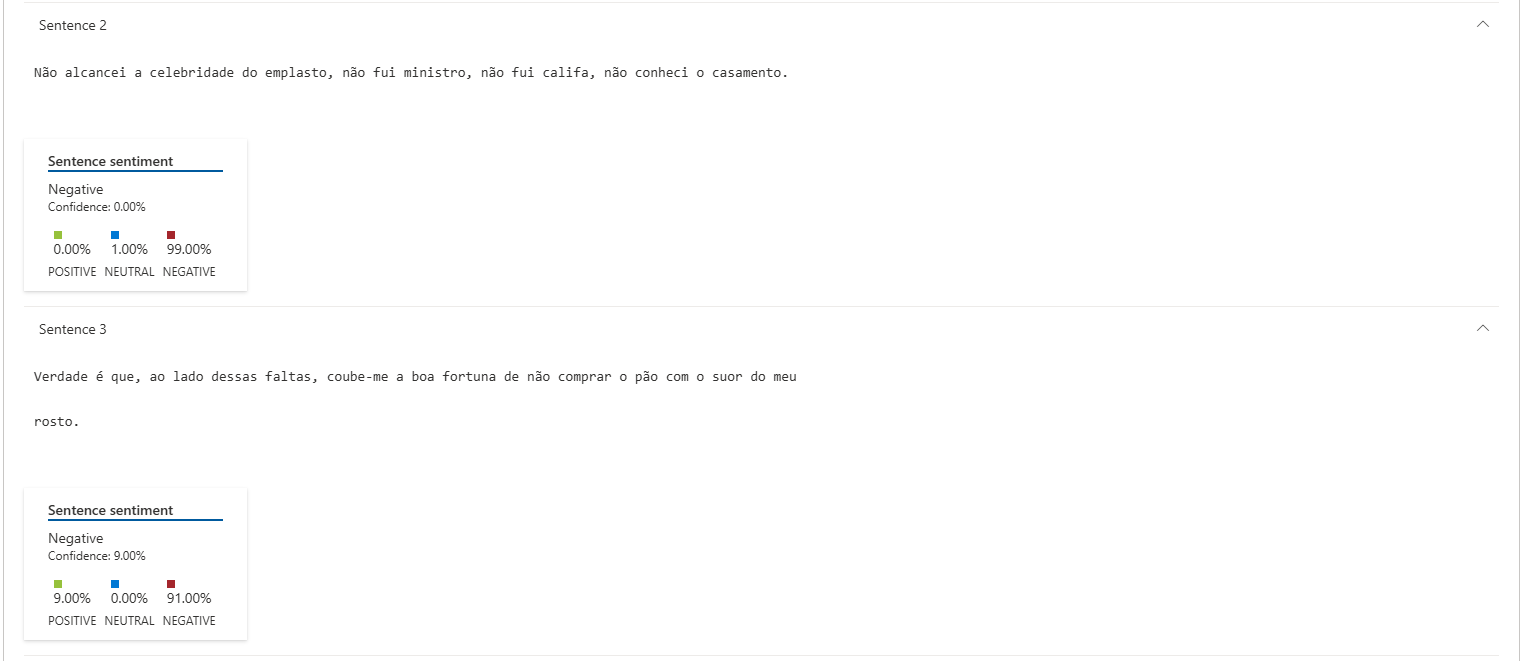 Sentence 2
Não alcancei a celebridade do emplasto, não fui ministro, não fui califa, não conheci o casamento.
Sentence sentiment
Negative
Confidence: 0.00%
0.00% 1.00% 99.00%
POSITIVE NEUTRAL NEGATIVE
Sentence 3
Verdade é que, ao lado dessas faltas, coube-me a boa fortuna de não comprar o pão com o suor do meu
rosto.
Sentence sentiment
Negative
Confidence: 9.00%
9.00% 0.00% 91.00%
POSITIVE NEUTRAL NEGATIVE